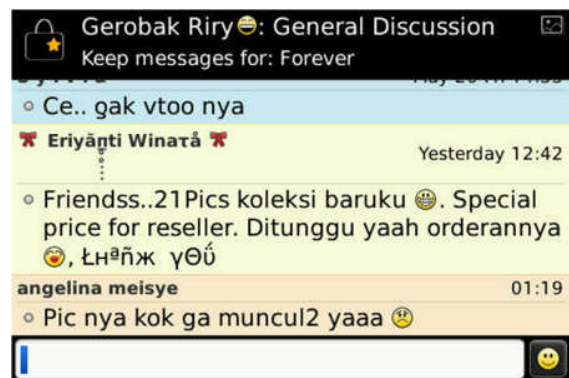 Gerobak Riry😁: General Discussion
Keep messages for: Forever
Ce.. gak vtoo nya
Eriyãnti Winaτå
Yesterday 12:42
Friendss..21Pics koleksi baruku 😁. Special
price for reseller. Ditunggu yaah orderannya
😲, Łнªñж γΘΰ
angelina meisye 01:19
Pic nya kok ga muncul2 yaaa 🙁